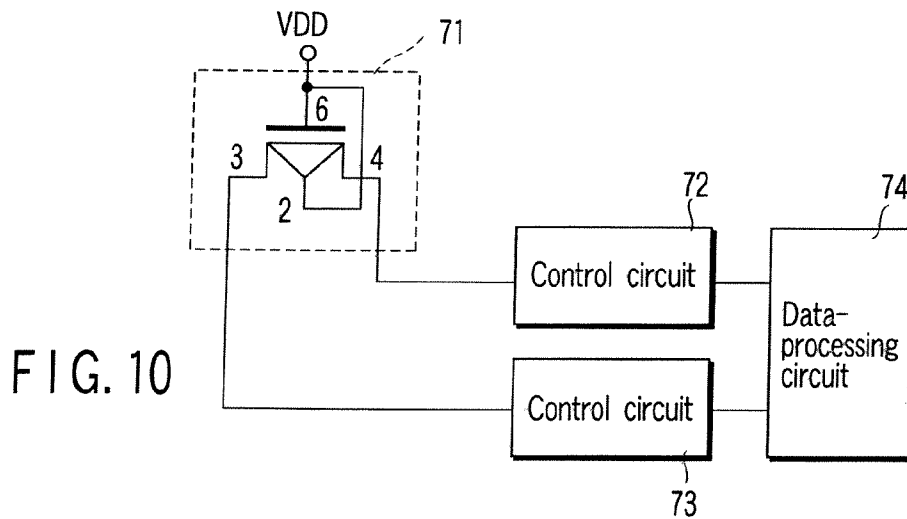 VDD
71
6
3
4
2
72
74
Control circuit
Data-
processing
circuit
FIG. 10
Control circuit
73